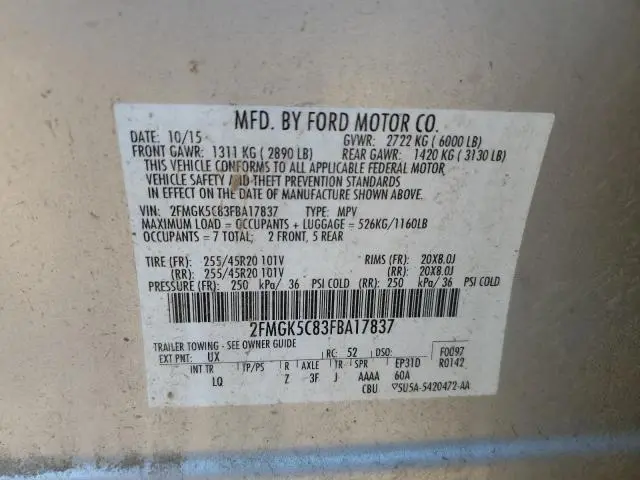 MFD. BY FORD MOTOR CO.
DATE: 10/15 GVWR: 2722 KG ( 6000 LB)
FRONT GAWR: 1311 KG ( 2890 LB) REAR GAWR: 1420 KG ( 3130 LB)
THIS VEHICLE CONFORMS TO ALL APPLICABLE FEDERAL MOTOR
VEHICLE SAFETY AND THEFT PREVENTION STANDARDS
IN EFFECT ON THE DATE OF MANUFACTURE SHOWN ABOVE.
VIN: 2FMGK5C83FBA17837 TYPE: MPV
MAXIMUM LOAD = OCCUPANTS + LUGGAGE = 526KG/1160LB
OCCUPANTS = 7 TOTAL; 2 FRONT, 5 REAR
TIRE (FR): 255/45R20 101V RIMS (FR): 20X8.0J
(RR): 255/45R20 101V (RR): 20X8.0J
PRESSURE (FR): 250 kPa/ 36 PSI COLD (RR): 250 kPa/ 36 PSI COLD
2FMGK5C83FBA17837
TRAILER TOWING - SEE OWNER GUIDE
EXT PNT: UX RC: 52 DSO: F0097
INT TR TP/PS R AXLE TR SPR EP31D R0142
LQ Z 3F J AAAA 60A
CBU ♡5U5A-5420472-AA